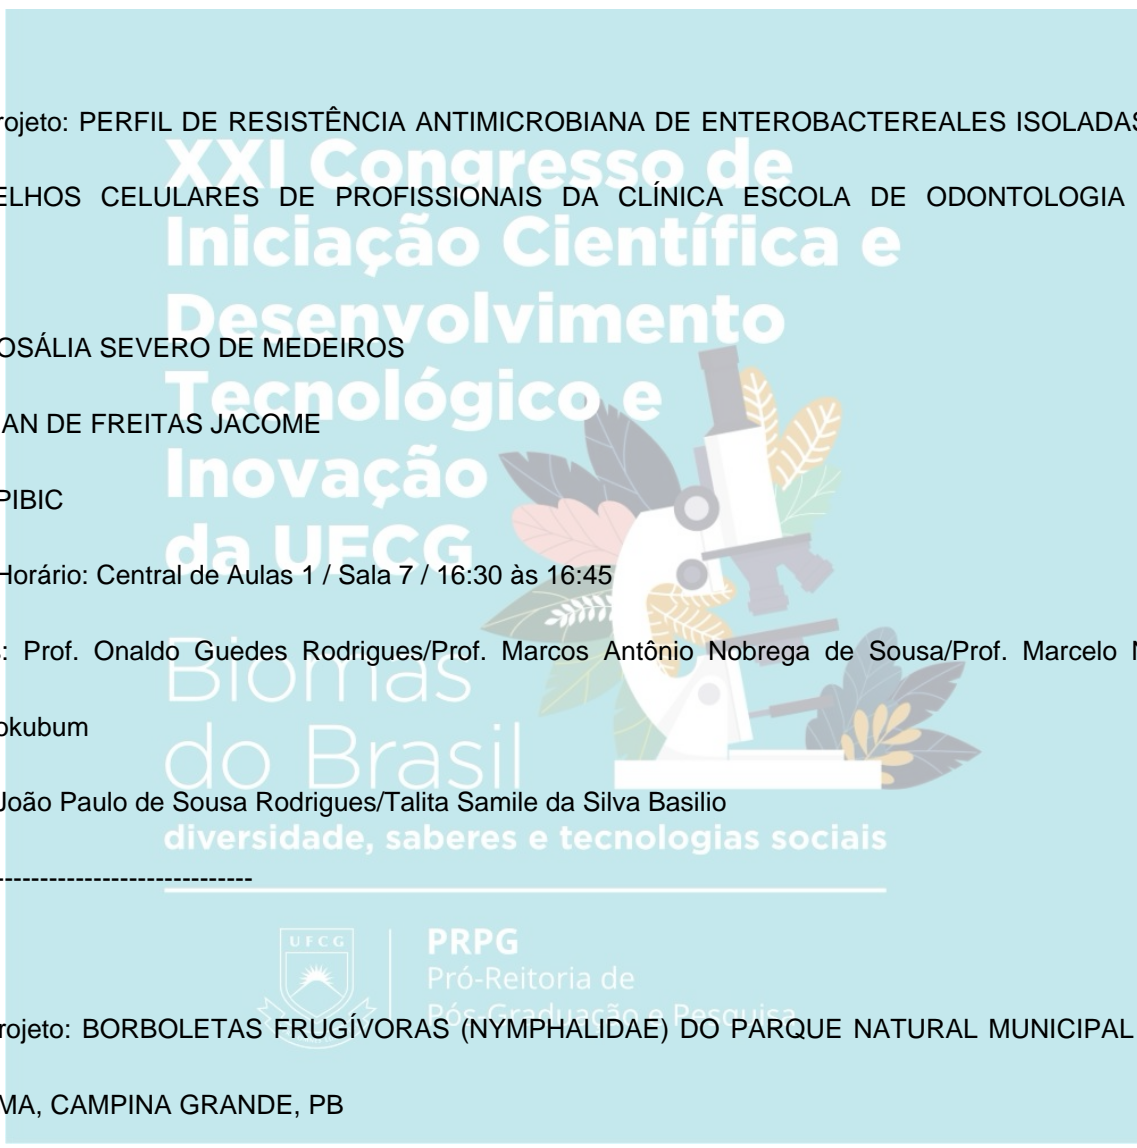 rojeto: PERFIL DE RESISTÊNCIA ANTIMICROBIANA DE ENTEROBACTEREALES ISOLADAS
XXI Congresso de
ELHOS CELULARES DE PROFISSIONAIS DA CLÍNICA ESCOLA DE ODONTOLOGIA
Iniciação Científica e
Desenvolvimento
OSÁLIA SEVERO DE MEDEIROS
Tecnológico e
AN DE FREITAS JACOME
Inovação
PIBIC
da UFCG
Horário: Central de Aulas 1 / Sala 7 / 16:30 às 16:45
s: Prof. Onaldo Guedes Rodrigues/Prof. Marcos Antônio Nobrega de Sousa/Prof. Marcelo N
Biomas
okubum
do Brasil
João Paulo de Sousa Rodrigues/Talita Samile da Silva Basilio
diversidade, saberes e tecnologias sociais
----------------------------
UFCG
PRPG
Pró-Reitoria de
Pós-Graduação e Pesquisa
rojeto: BORBOLETAS FRUGÍVORAS (NYMPHALIDAE) DO PARQUE NATURAL MUNICIPAL
MA, CAMPINA GRANDE, PB